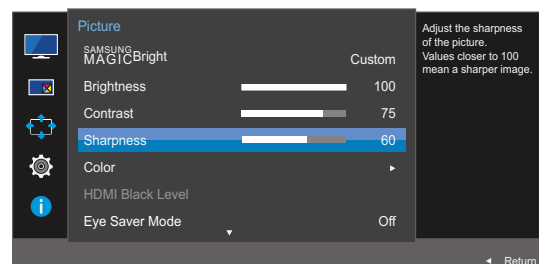 Picture
SAMSUNG
MAGICBright Custom
Brightness 100
Contrast 75
Sharpness 60
Color ▸
HDMI Black Level
Eye Saver Mode Off
Adjust the sharpness
of the picture.
Values closer to 100
mean a sharper image.
Return